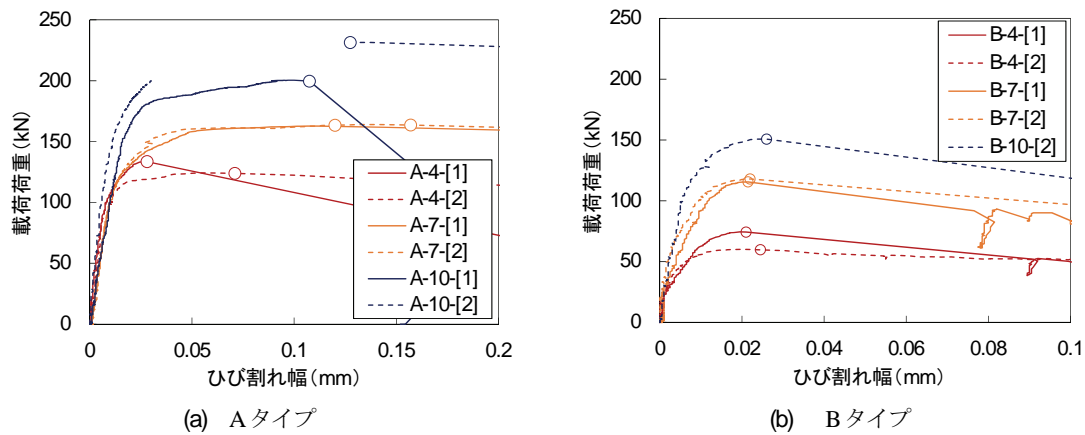 250
200
150
100
50
0
載荷荷重(kN)
0
0.05
0.1
0.15
0.2
ひび割れ幅(mm)
A-4-[1]
A-4-[2]
A-7-[1]
A-7-[2]
A-10-[1]
A-10-[2]
(a) Aタイプ
250
200
150
100
50
0
載荷荷重(kN)
0
0.02
0.04
0.06
0.08
0.1
ひび割れ幅(mm)
B-4-[1]
B-4-[2]
B-7-[1]
B-7-[2]
B-10-[2]
(b) Bタイプ